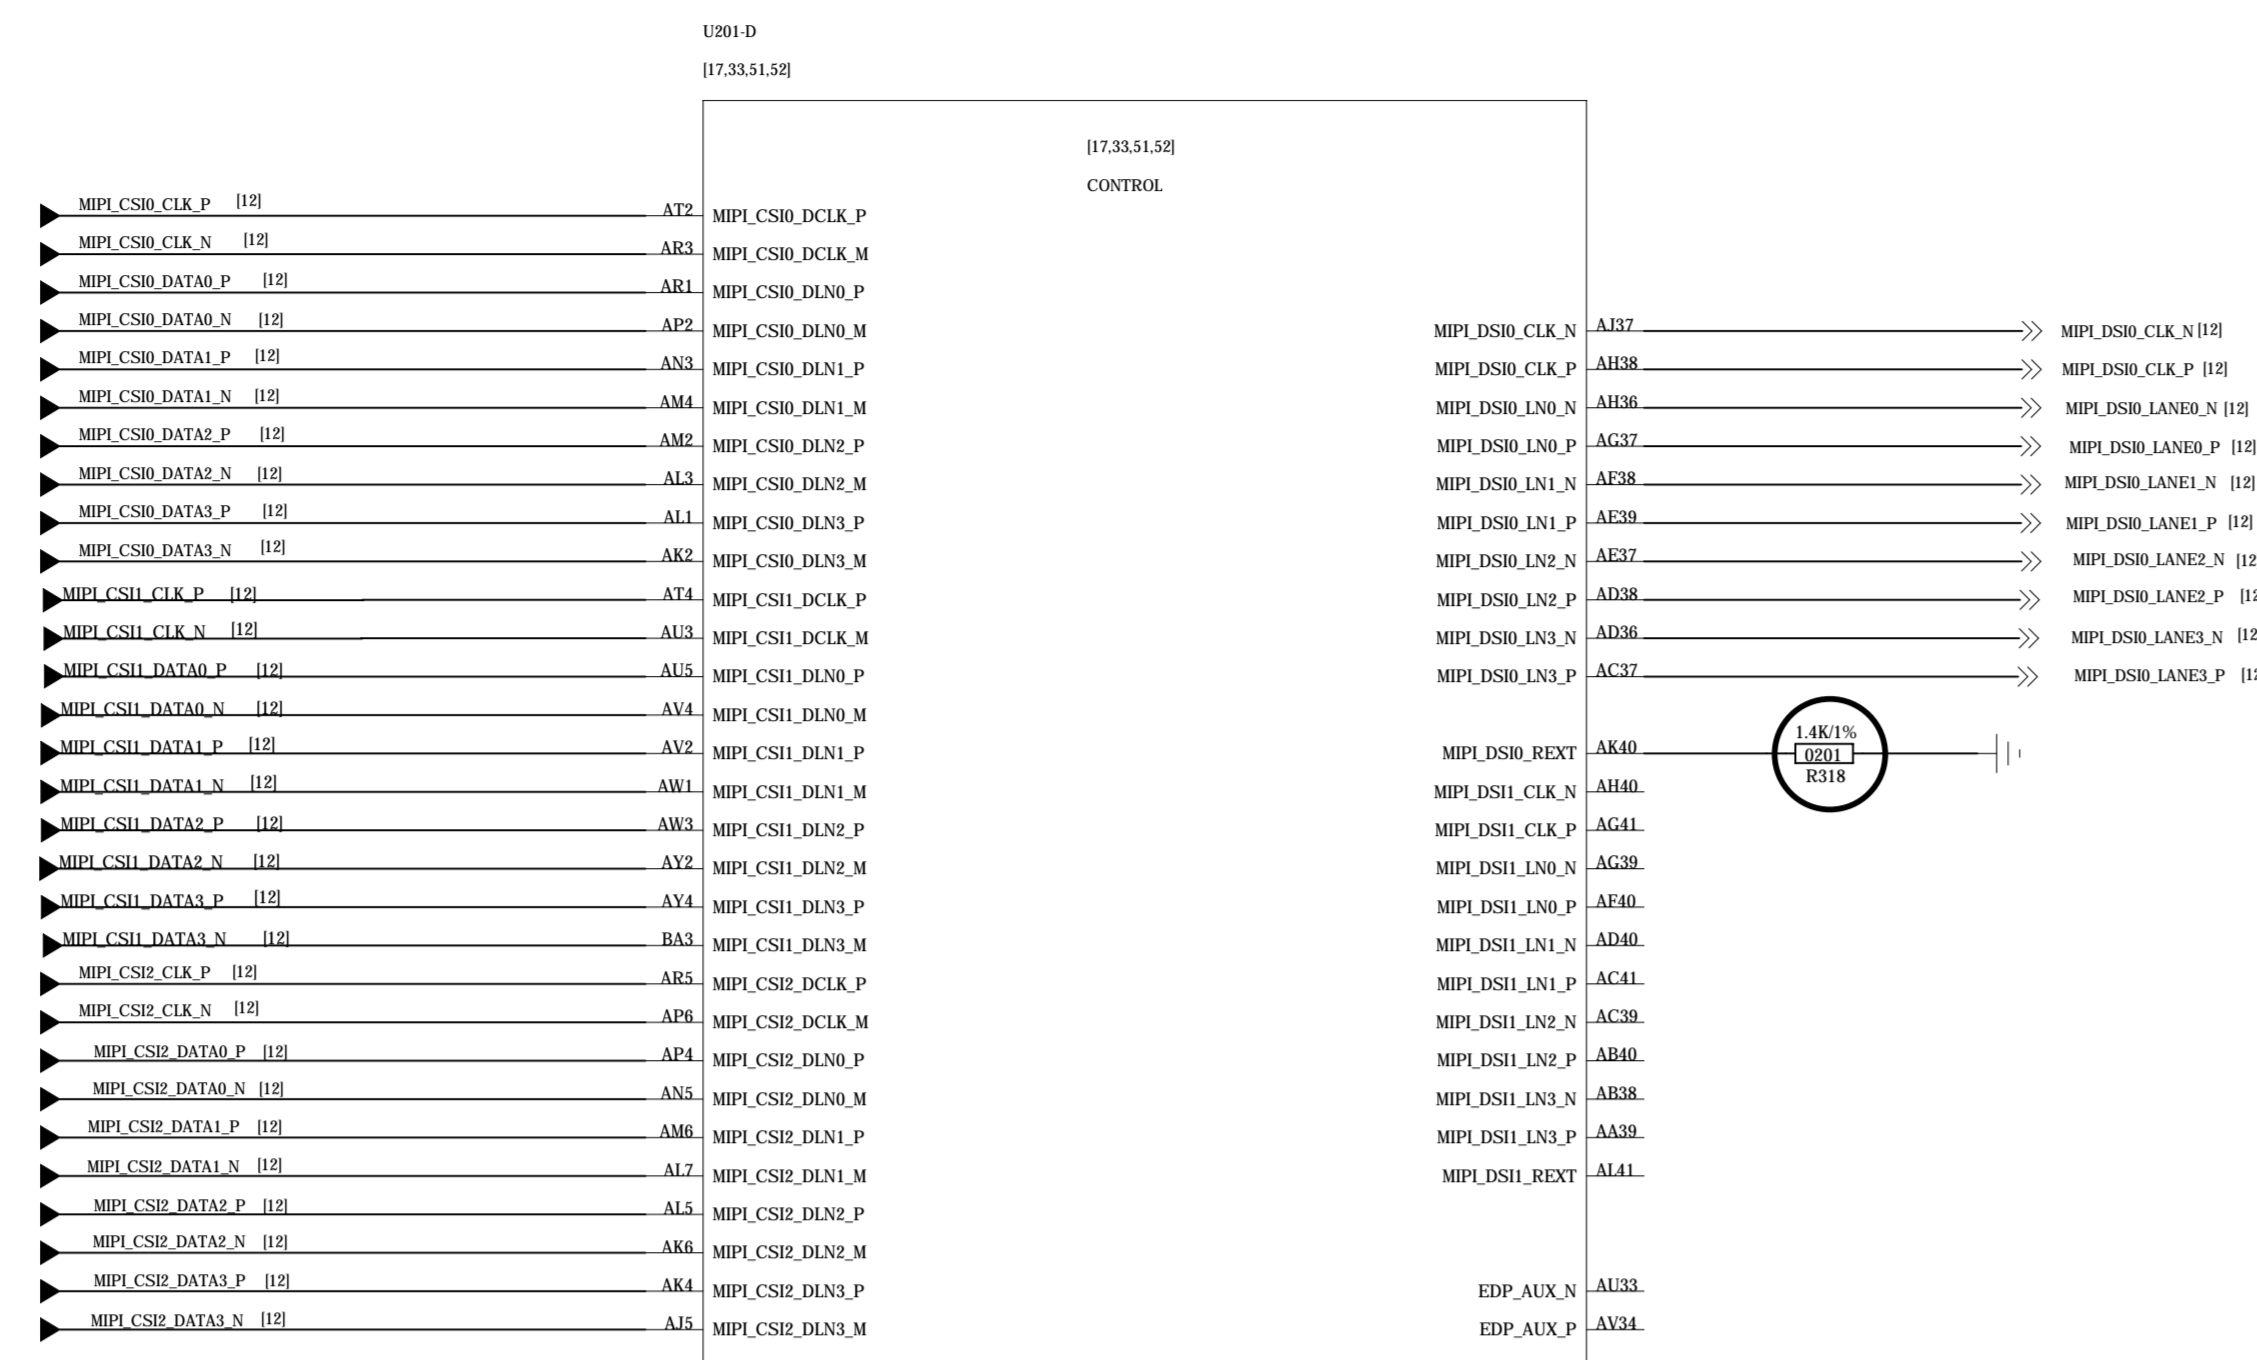 U201-D
[17,33,51,52]
[17,33,51,52]
CONTROL
MIPI_CSI0_CLK_P [12] AT2 MIPI_CSI0_DCLK_P
MIPI_CSI0_CLK_N [12] AR3 MIPI_CSI0_DCLK_M
MIPI_CSI0_DATA0_P [12] AR1 MIPI_CSI0_DLN0_P
MIPI_CSI0_DATA0_N [12] AP2 MIPI_CSI0_DLN0_M MIPI_DSI0_CLK_N AJ37 MIPI_DSI0_CLK_N [12]
MIPI_CSI0_DATA1_P [12] AN3 MIPI_CSI0_DLN1_P MIPI_DSI0_CLK_P AH38 MIPI_DSI0_CLK_P [12]
MIPI_CSI0_DATA1_N [12] AM4 MIPI_CSI0_DLN1_M MIPI_DSI0_LN0_N AH36 MIPI_DSI0_LANE0_N [12]
MIPI_CSI0_DATA2_P [12] AM2 MIPI_CSI0_DLN2_P MIPI_DSI0_LN0_P AG37 MIPI_DSI0_LANE0_P [12]
MIPI_CSI0_DATA2_N [12] AL3 MIPI_CSI0_DLN2_M MIPI_DSI0_LN1_N AF38 MIPI_DSI0_LANE1_N [12]
MIPI_CSI0_DATA3_P [12] AL1 MIPI_CSI0_DLN3_P MIPI_DSI0_LN1_P AE39 MIPI_DSI0_LANE1_P [12]
MIPI_CSI0_DATA3_N [12] AK2 MIPI_CSI0_DLN3_M MIPI_DSI0_LN2_N AE37 MIPI_DSI0_LANE2_N [12
MIPI_CSI1_CLK_P [12] AT4 MIPI_CSI1_DCLK_P MIPI_DSI0_LN2_P AD38 MIPI_DSI0_LANE2_P [12
MIPI_CSI1_CLK_N [12] AU3 MIPI_CSI1_DCLK_M MIPI_DSI0_LN3_N AD36 MIPI_DSI0_LANE3_N [12
MIPI_CSI1_DATA0_P [12] AU5 MIPI_CSI1_DLN0_P MIPI_DSI0_LN3_P AC37 MIPI_DSI0_LANE3_P [12
MIPI_CSI1_DATA0_N [12] AV4 MIPI_CSI1_DLN0_M
1.4K/1%
MIPI_CSI1_DATA1_P [12] AV2 MIPI_CSI1_DLN1_P MIPI_DSI0_REXT AK40 0201
R318
MIPI_CSI1_DATA1_N [12] AW1 MIPI_CSI1_DLN1_M MIPI_DSI1_CLK_N AH40
MIPI_CSI1_DATA2_P [12] AW3 MIPI_CSI1_DLN2_P MIPI_DSI1_CLK_P AG41
MIPI_CSI1_DATA2_N [12] AY2 MIPI_CSI1_DLN2_M MIPI_DSI1_LN0_N AG39
MIPI_CSI1_DATA3_P [12] AY4 MIPI_CSI1_DLN3_P MIPI_DSI1_LN0_P AF40
MIPI_CSI1_DATA3_N [12] BA3 MIPI_CSI1_DLN3_M MIPI_DSI1_LN1_N AD40
MIPI_CSI2_CLK_P [12] AR5 MIPI_CSI2_DCLK_P MIPI_DSI1_LN1_P AC41
MIPI_CSI2_CLK_N [12] AP6 MIPI_CSI2_DCLK_M MIPI_DSI1_LN2_N AC39
MIPI_CSI2_DATA0_P [12] AP4 MIPI_CSI2_DLN0_P MIPI_DSI1_LN2_P AB40
MIPI_CSI2_DATA0_N [12] AN5 MIPI_CSI2_DLN0_M MIPI_DSI1_LN3_N AB38
MIPI_CSI2_DATA1_P [12] AM6 MIPI_CSI2_DLN1_P MIPI_DSI1_LN3_P AA39
MIPI_CSI2_DATA1_N [12] AL7 MIPI_CSI2_DLN1_M MIPI_DSI1_REXT AL41
MIPI_CSI2_DATA2_P [12] AL5 MIPI_CSI2_DLN2_P
MIPI_CSI2_DATA2_N [12] AK6 MIPI_CSI2_DLN2_M
MIPI_CSI2_DATA3_P [12] AK4 MIPI_CSI2_DLN3_P EDP_AUX_N AU33
MIPI_CSI2_DATA3_N [12] AJ5 MIPI_CSI2_DLN3_M EDP_AUX_P AV34